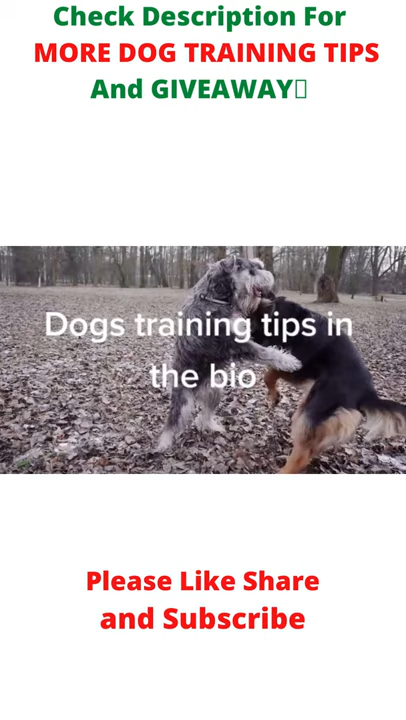 Check Description For
MORE DOG TRAINING TIPS
And GIVEAWAY
Dogs training tips in
the bio
Please Like Share
and Subscribe